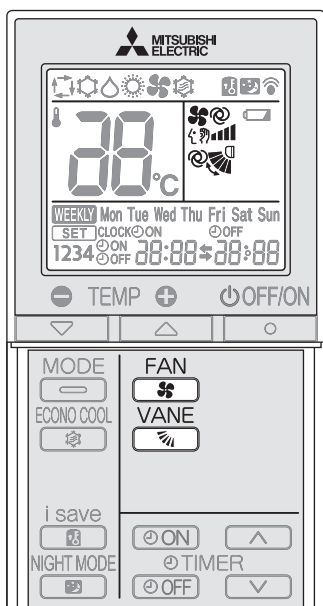 MITSUBISHI
ELECTRIC
88°C
WEEKLY Mon Tue Wed Thu Fri Sat Sun
SET CLOCK ON OFF
1234 ON 88:88 88:88
OFF
TEMP OFF/ON
MODE FAN
ECONO COOL VANE
i save
ON
NIGHT MODE TIMER
OFF